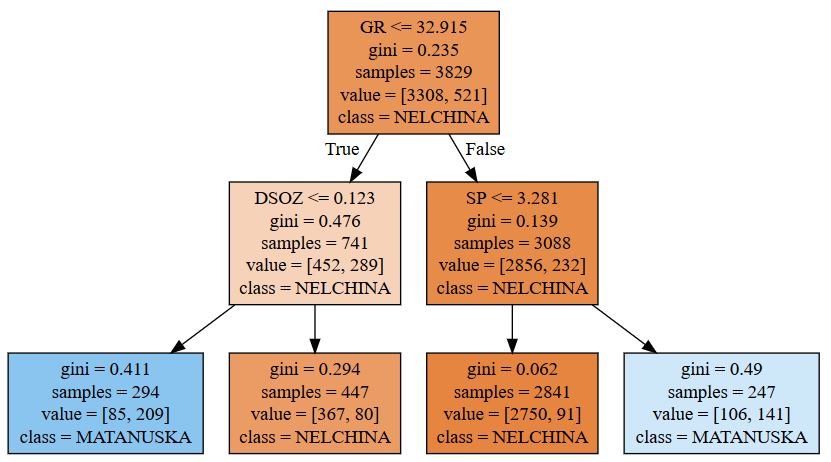 GR <= 32.915
gini = 0.235
samples = 3829
value = [3308, 521]
class = NELCHINA
True
False
DSOZ <= 0.123
gini = 0.476
samples = 741
value = [452, 289]
class = NELCHINA
SP <= 3.281
gini = 0.139
samples = 3088
value = [2856, 232]
class = NELCHINA
gini = 0.411
samples = 294
value = [85, 209]
class = MATANUSKA
gini = 0.294
samples = 447
value = [367, 80]
class = NELCHINA
gini = 0.062
samples = 2841
value = [2750, 91]
class = NELCHINA
gini = 0.49
samples = 247
value = [106, 141]
class = MATANUSKA